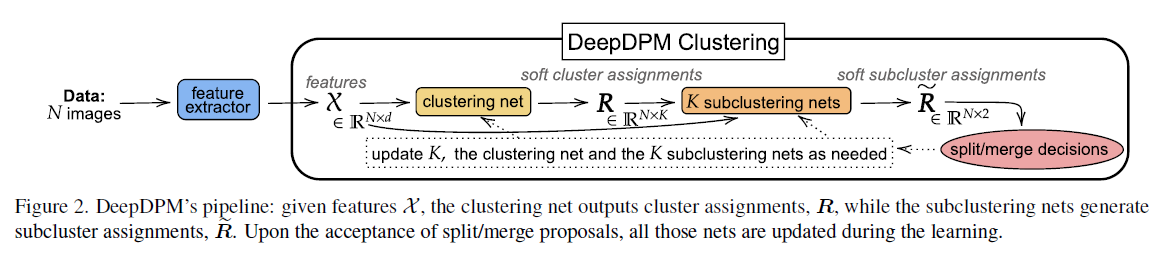 DeepDPM Clustering
features
soft cluster assignments
soft subcluster assignments
Data:
N images
feature
extractor
𝒳
∈ ℝ^{N×d}
clustering net
R
∈ ℝ^{N×K}
K subclustering nets
R̃
∈ ℝ^{N×2}
update K, the clustering net and the K subclustering nets as needed
split/merge decisions
Figure 2. DeepDPM's pipeline: given features 𝒳, the clustering net outputs cluster assignments, R, while the subclustering nets generate
subcluster assignments, R̃. Upon the acceptance of split/merge proposals, all those nets are updated during the learning.